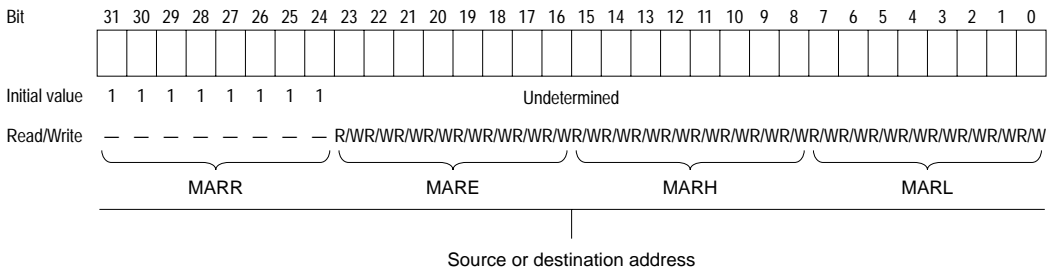 Bit 31 30 29 28 27 26 25 24 23 22 21 20 19 18 17 16 15 14 13 12 11 10 9 8 7 6 5 4 3 2 1 0
Initial value 1 1 1 1 1 1 1 1 Undetermined
Read/Write — — — — — — — — R/WR/WR/WR/WR/WR/WR/WR/WR/WR/WR/WR/WR/WR/WR/WR/WR/WR/WR/WR/WR/WR/WR/WR/W
MARR MARE MARH MARL
Source or destination address